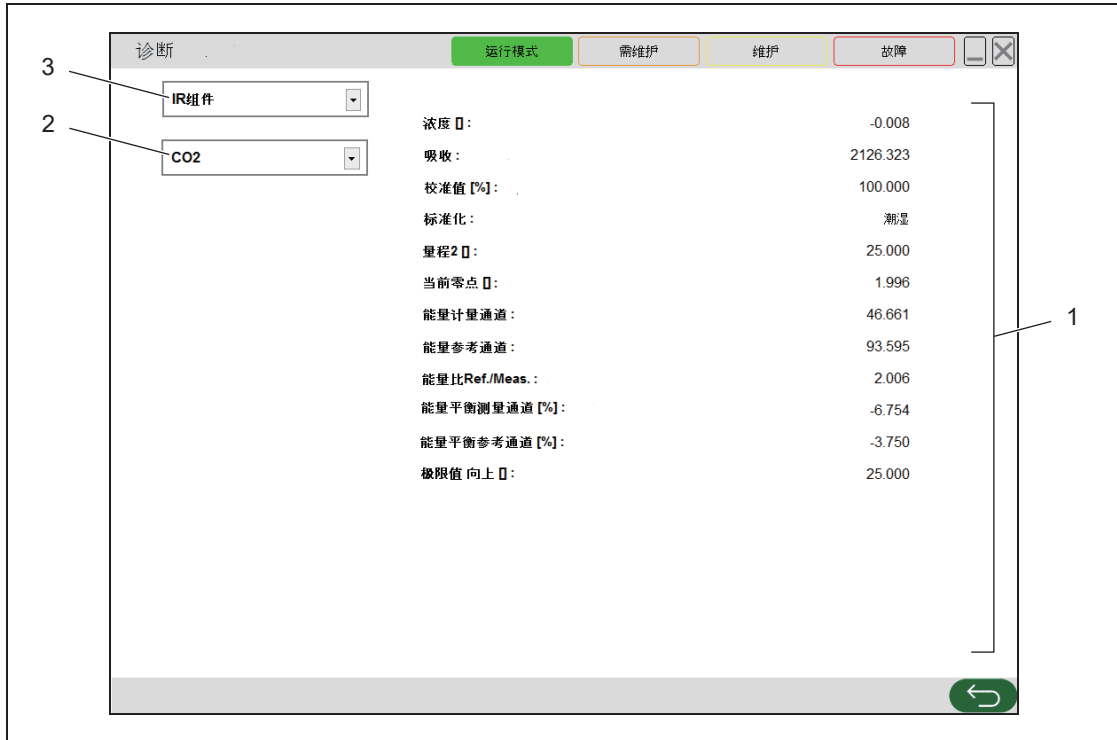 诊断 运行模式 需维护 维护 故障
3 IR组件
2 CO2
浓度 []: -0.008
吸收: 2126.323
校准值 [%]: 100.000
标准化: 潮湿
量程2 []: 25.000
当前零点 []: 1.996
能量计量通道: 46.661
1
能量参考通道: 93.595
能量比Ref./Meas.: 2.006
能量平衡测量通道 [%]: -6.754
能量平衡参考通道 [%]: -3.750
极限值 向上 []: 25.000